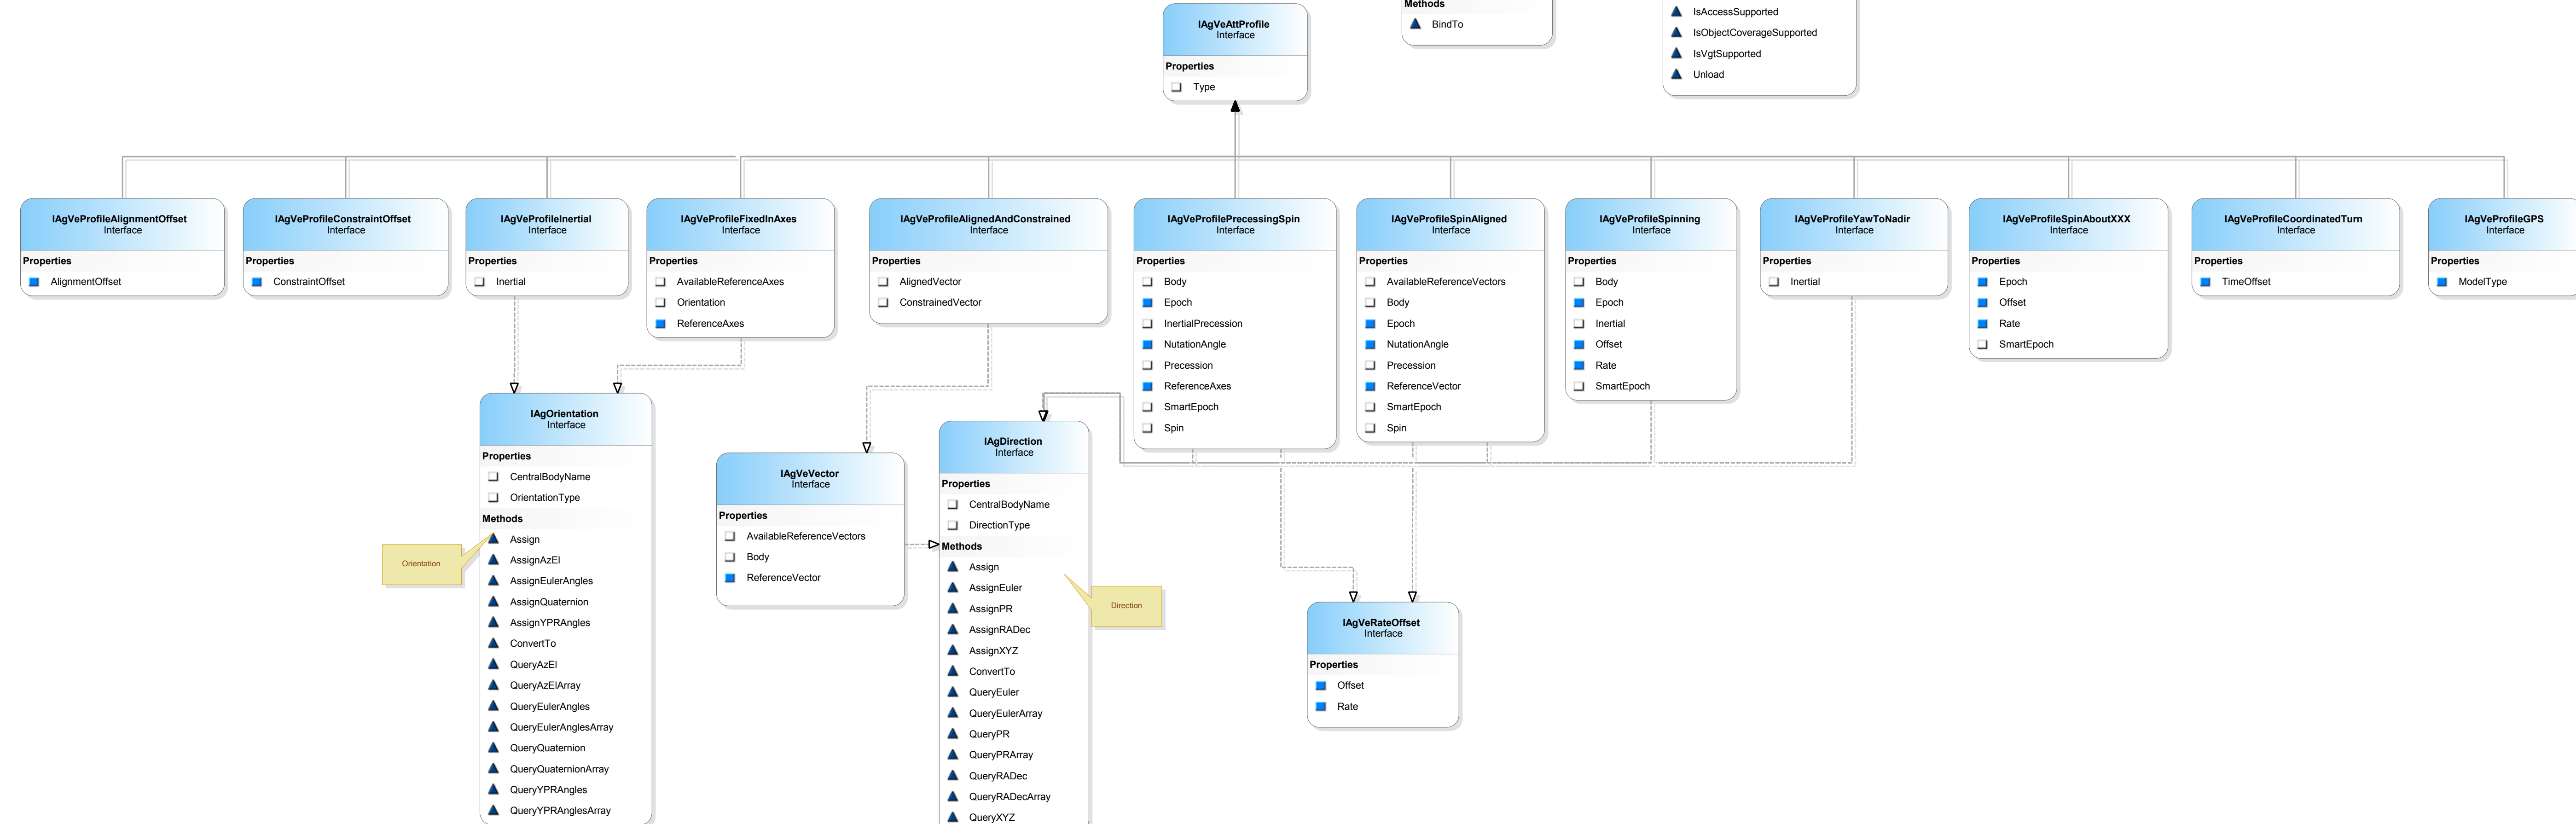 IAgVeAttProfile
Interface
Properties
Type
Methods
BindTo
IsAccessSupported
IsObjectCoverageSupported
IsVgtSupported
Unload
IAgVeProfileAlignmentOffset
Interface
Properties
AlignmentOffset
IAgVeProfileConstraintOffset
Interface
Properties
ConstraintOffset
IAgVeProfileInertial
Interface
Properties
Inertial
IAgVeProfileFixedInAxes
Interface
Properties
AvailableReferenceAxes
Orientation
ReferenceAxes
IAgVeProfileAlignedAndConstrained
Interface
Properties
AlignedVector
ConstrainedVector
IAgVeProfilePrecessingSpin
Interface
Properties
Body
Epoch
InertialPrecession
NutationAngle
Precession
ReferenceAxes
SmartEpoch
Spin
IAgVeProfileSpinAligned
Interface
Properties
AvailableReferenceVectors
Body
Epoch
NutationAngle
Precession
ReferenceVector
SmartEpoch
Spin
IAgVeProfileSpinning
Interface
Properties
Body
Epoch
Inertial
Offset
Rate
SmartEpoch
IAgVeProfileYawToNadir
Interface
Properties
Inertial
IAgVeProfileSpinAboutXXX
Interface
Properties
Epoch
Offset
Rate
SmartEpoch
IAgVeProfileCoordinatedTurn
Interface
Properties
TimeOffset
IAgVeProfileGPS
Interface
Properties
ModelType
IAgOrientation
Interface
Properties
CentralBodyName
OrientationType
Methods
Assign
AssignAzEl
AssignEulerAngles
AssignQuaternion
AssignYPRAngles
ConvertTo
QueryAzEl
QueryAzElArray
QueryEulerAngles
QueryEulerAnglesArray
QueryQuaternion
QueryQuaternionArray
QueryYPRAngles
QueryYPRAnglesArray
Orientation
IAgVeVector
Interface
Properties
AvailableReferenceVectors
Body
ReferenceVector
IAgDirection
Interface
Properties
CentralBodyName
DirectionType
Methods
Assign
AssignEuler
AssignPR
AssignRADec
AssignXYZ
ConvertTo
QueryEuler
QueryEulerArray
QueryPR
QueryPRArray
QueryRADec
QueryRADecArray
QueryXYZ
Direction
IAgVeRateOffset
Interface
Properties
Offset
Rate